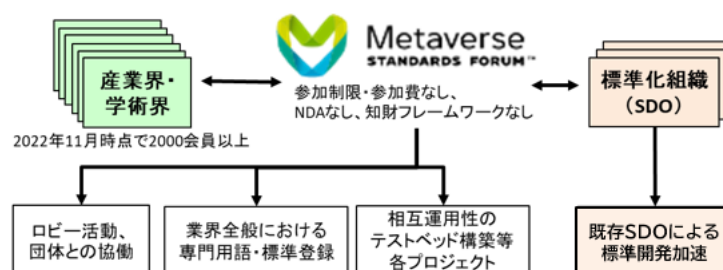 Metaverse
STANDARDS FORUM™
産業界・
学術界
参加制限・参加費なし、
NDAなし、知財フレームワークなし
標準化組織
（SDO）
2022年11月時点で2000会員以上
ロビー活動、
団体との協働
業界全般における
専門用語・標準登録
相互運用性の
テストベッド構築等
各プロジェクト
既存SDOによる
標準開発加速